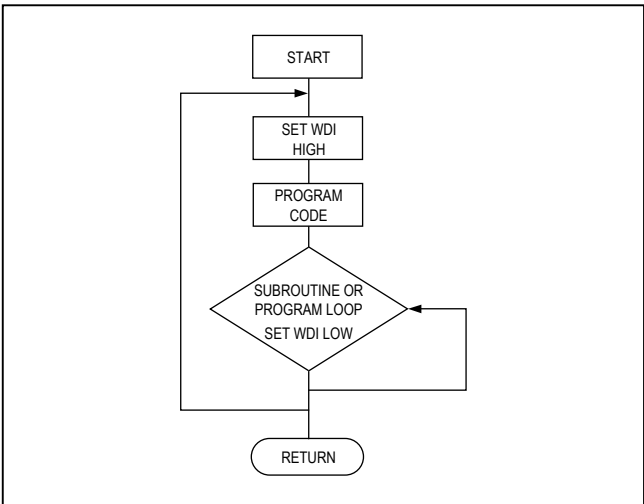 START
SET WDI
HIGH
PROGRAM
CODE
SUBROUTINE OR
PROGRAM LOOP
SET WDI LOW
RETURN